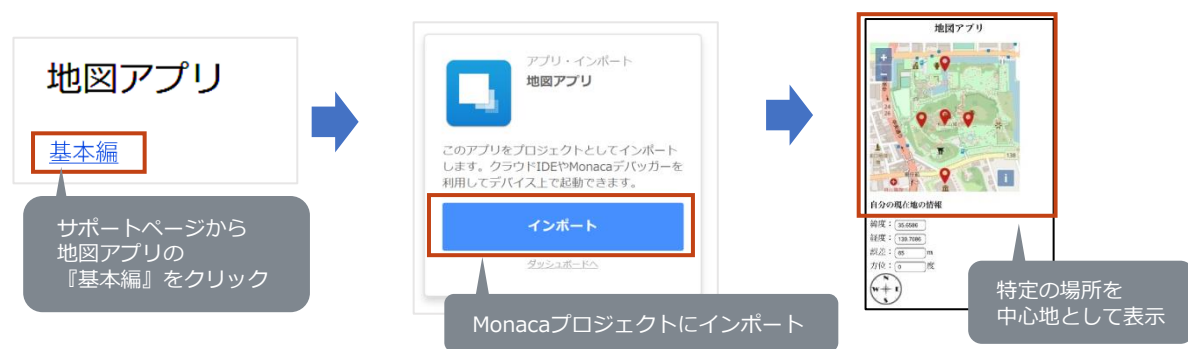 地図アプリ
基本編
サポートページから
地図アプリの
『基本編』をクリック
アプリ・インポート
地図アプリ
このアプリをプロジェクトとしてインポート
します。クラウドIDEやMonacaデバッガーを
利用してデバイス上で起動できます。
インポート
ダッシュボードへ
Monacaプロジェクトにインポート
地図アプリ
自分の現在地の情報
緯度：35.6586
経度：139.7086
誤差：65 m
方位：0 度
N
W
S
特定の場所を
中心地として表示